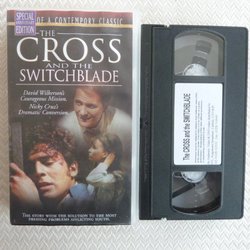 SPECIAL
EDITION
OF A CONTEMPORY CLASSIC
THE
CROSS
AND THE
SWITCHBLADE
David Wilkerson's
Courageous Mission.
Nicky Cruz's
Dramatic Conversion.
THE STORY WITH THE SOLUTION TO THE MOST
PRESSING PROBLEMS AFFLICTING YOUTH.
The CROSS and the SWITCHBLADE